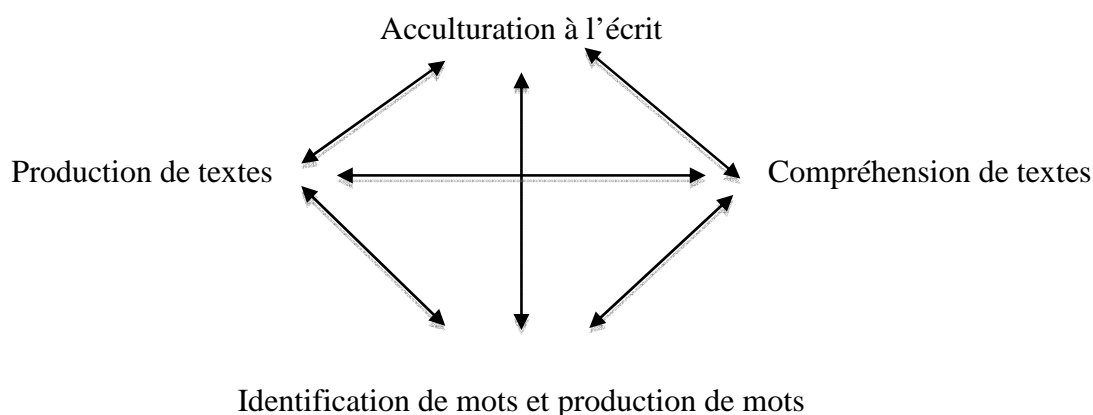 Acculturation à l'écrit
Production de textes
Compréhension de textes
Identification de mots et production de mots